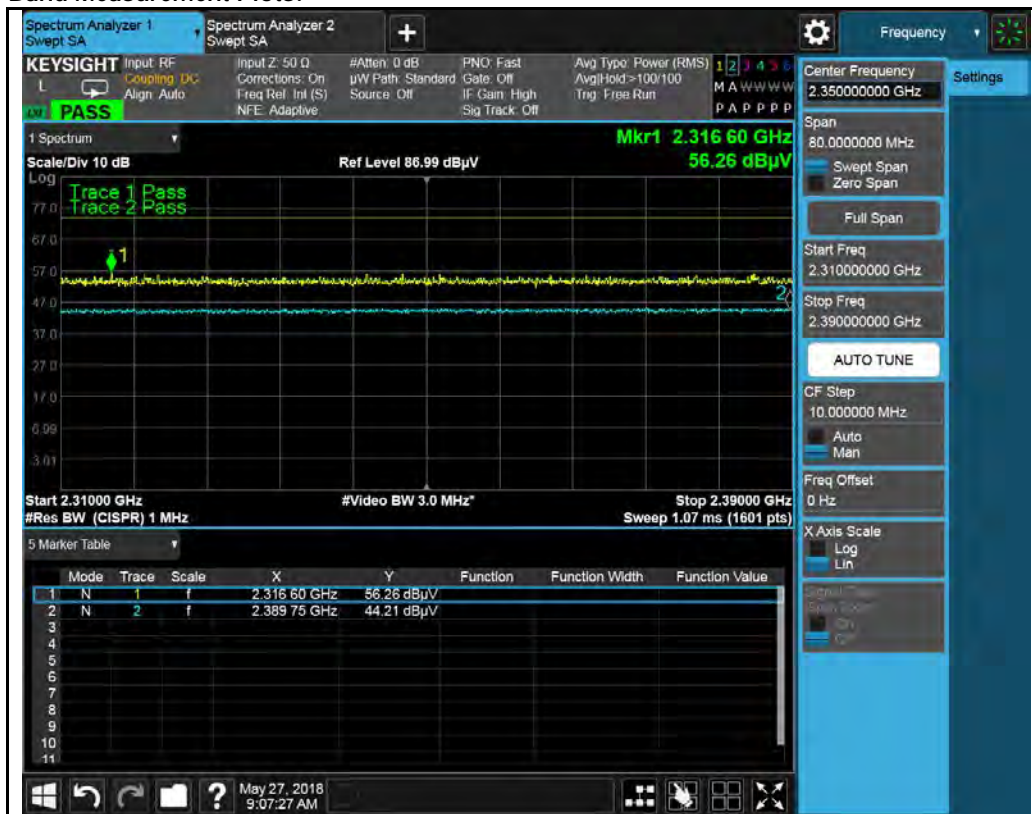 Band Measurement Plots:
Spectrum Analyzer 1
Swept SA
Spectrum Analyzer 2
Swept SA
+
Frequency
KEYSIGHT
L
PASS
Input: RF
Coupling: DC
Align: Auto
Input Z: 50 Ω
Corrections: On
Freq Ref: Int (S)
NFE: Adaptive
#Atten: 0 dB
µW Path: Standard
Source: Off
PNO: Fast
Gate: Off
IF Gain: High
Sig Track: Off
Avg Type: Power (RMS)
Avg|Hold:>100/100
Trig: Free Run
1 2 3 4 5 6
M A W W W W
P A P P P P
Center Frequency
2.350000000 GHz
Settings
Span
80.0000000 MHz
Swept Span
Zero Span
Full Span
Start Freq
2.310000000 GHz
Stop Freq
2.390000000 GHz
AUTO TUNE
CF Step
10.000000 MHz
Auto
Man
Freq Offset
0 Hz
X Axis Scale
Log
Lin
1 Spectrum
Mkr1 2.316 60 GHz
56.26 dBµV
Scale/Div 10 dB
Ref Level 86.99 dBµV
Log
Trace 1 Pass
Trace 2 Pass
77.0
67.0
57.0
47.0
37.0
27.0
17.0
6.99
-3.01
1
2
Start 2.31000 GHz
#Video BW 3.0 MHz*
Stop 2.39000 GHz
#Res BW (CISPR) 1 MHz
Sweep 1.07 ms (1601 pts)
5 Marker Table
Mode Trace Scale X Y Function Function Width Function Value
1 N 1 f 2.316 60 GHz 56.26 dBµV
2 N 2 f 2.389 75 GHz 44.21 dBµV
3
4
5
6
7
8
9
10
11
?
May 27, 2018
9:07:27 AM